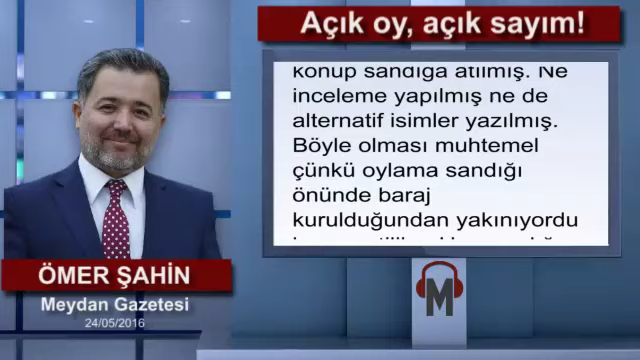 Açık oy, açık sayım!
konup sandığa atılmış. Ne
inceleme yapılmış ne de
alternatif isimler yazılmış.
Böyle olması muhtemel
çünkü oylama sandığı
önünde baraj
kurulduğundan yakınıyordu
ÖMER ŞAHİN
Meydan Gazetesi
24/05/2016
M